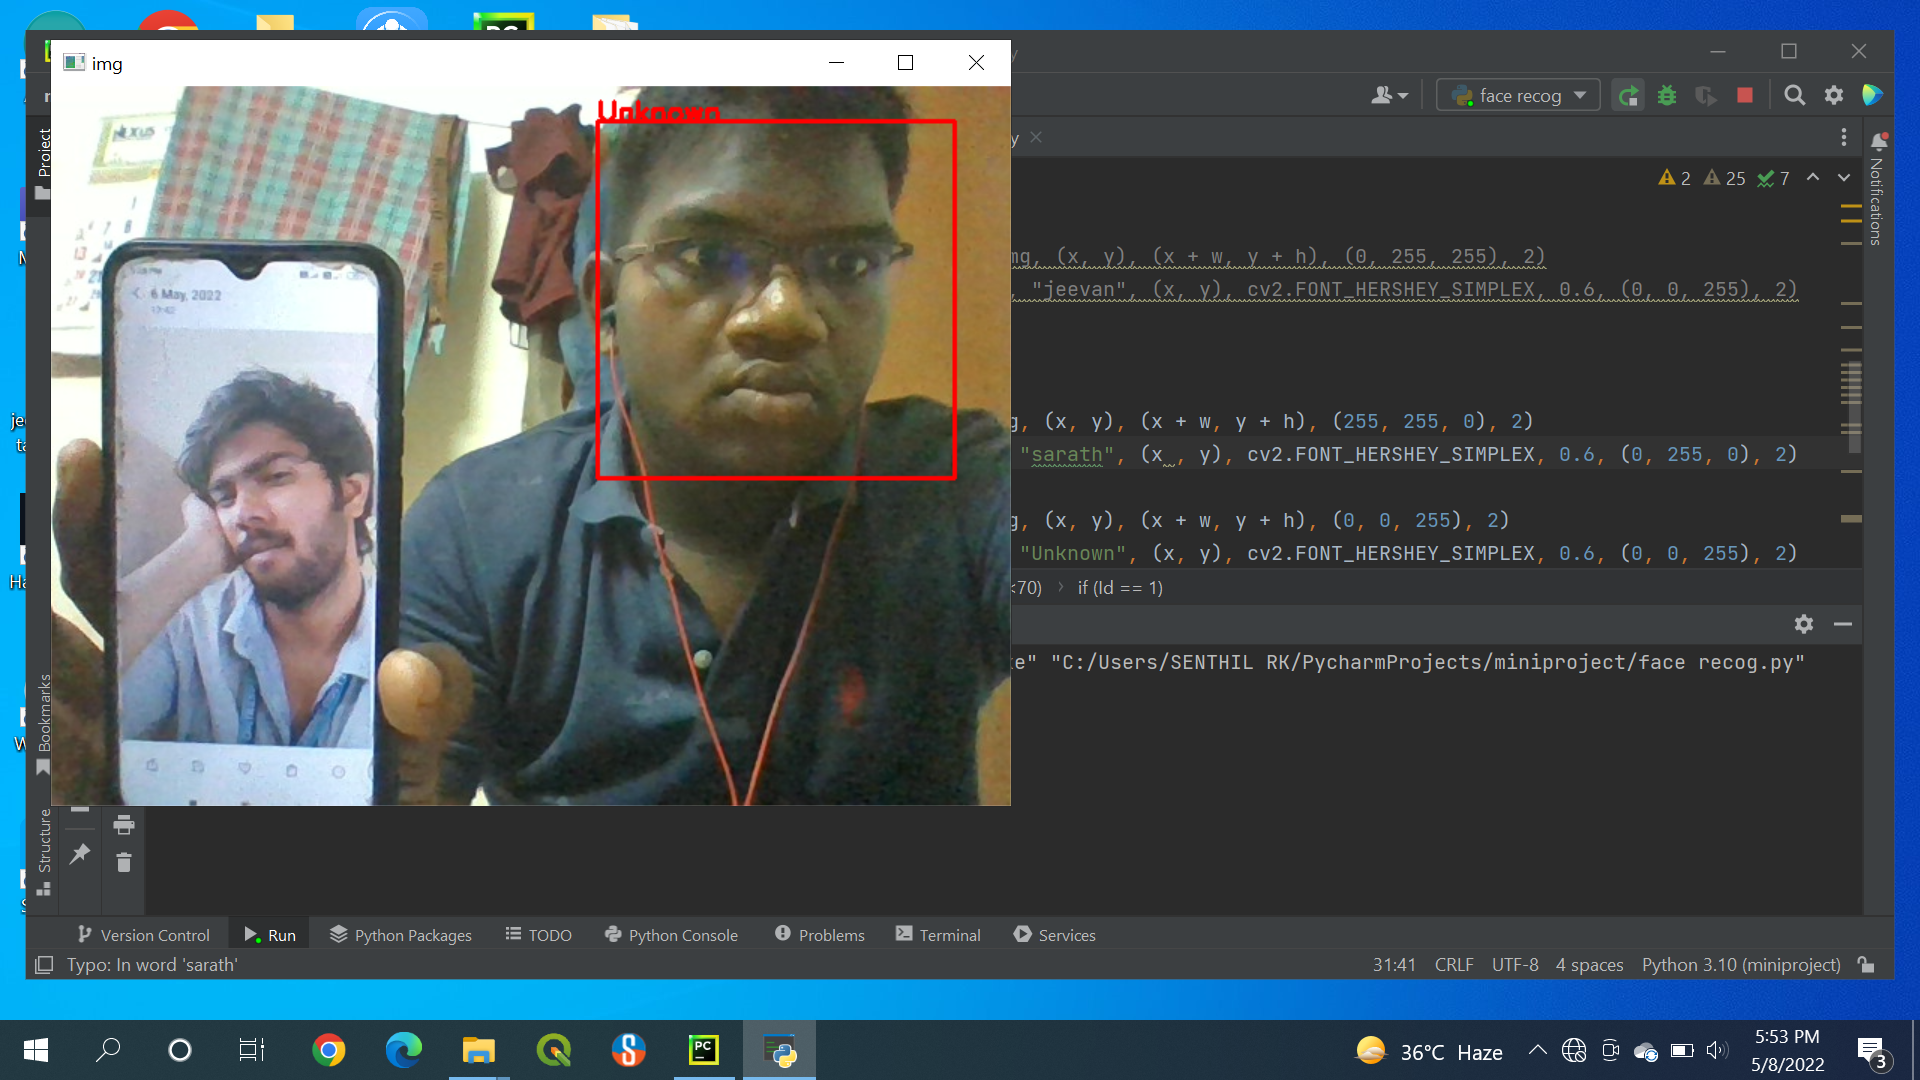 img
y
face recog
Project
Unknown
NEXUS
y
2 25 7
Notifications
mg, (x, y), (x + w, y + h), (0, 255, 255), 2)
, "jeevan", (x, y), cv2.FONT_HERSHEY_SIMPLEX, 0.6, (0, 0, 255), 2)
6 May, 2022
g, (x, y), (x + w, y + h), (255, 255, 0), 2)
"sarath", (x , y), cv2.FONT_HERSHEY_SIMPLEX, 0.6, (0, 255, 0), 2)
g, (x, y), (x + w, y + h), (0, 0, 255), 2)
"Unknown", (x, y), cv2.FONT_HERSHEY_SIMPLEX, 0.6, (0, 0, 255), 2)
<70) › if (Id == 1)
e" "C:/Users/SENTHIL RK/PycharmProjects/miniproject/face recog.py"
Bookmarks
Structure
Version Control Run Python Packages TODO Python Console Problems Terminal Services
Typo: In word 'sarath' 31:41 CRLF UTF-8 4 spaces Python 3.10 (miniproject)
PC
36°C Haze
5:53 PM
5/8/2022
3